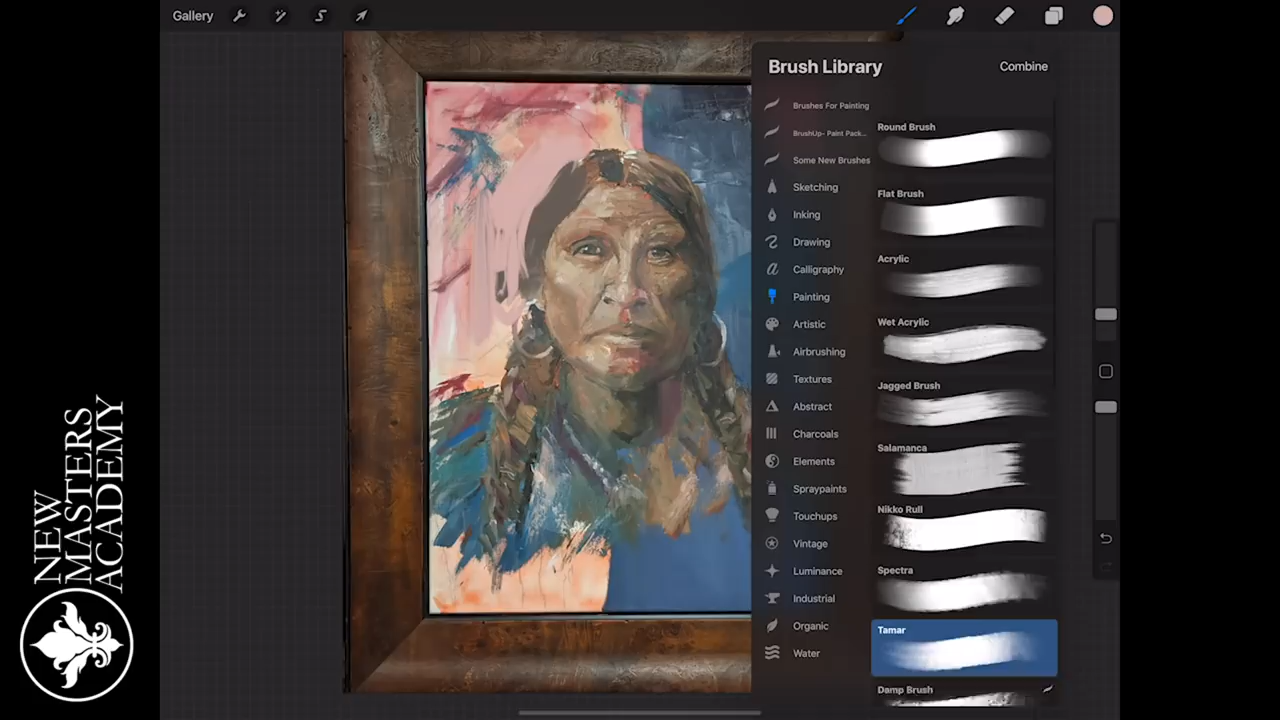 Gallery
Brush Library
Combine
Brushes For Painting
BrushUp- Paint Pack...
Some New Brushes
Sketching
Inking
Drawing
Calligraphy
Painting
Artistic
Airbrushing
Textures
Abstract
Charcoals
Elements
Spraypaints
Touchups
Vintage
Luminance
Industrial
Organic
Water
Round Brush
Flat Brush
Acrylic
Wet Acrylic
Jagged Brush
Salamanca
Nikko Rull
Spectra
Tamar
Damp Brush
NEW
MASTERS
ACADEMY